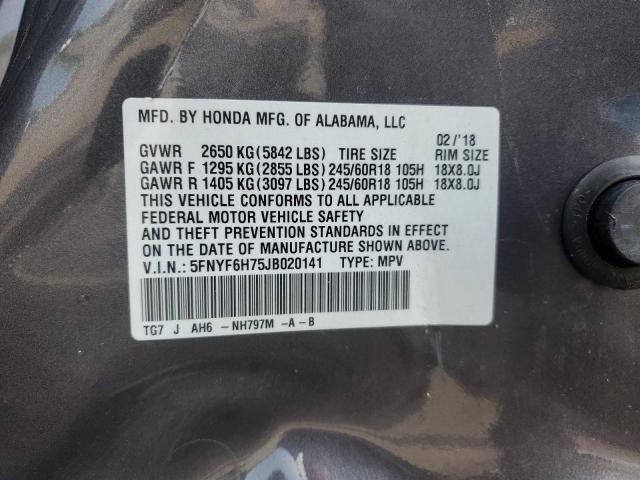 MFD. BY HONDA MFG. OF ALABAMA, LLC
02/'18
GVWR 2650 KG(5842 LBS) TIRE SIZE RIM SIZE
GAWR F 1295 KG(2855 LBS)245/60R18 105H 18X8.0J
GAWR R 1405 KG(3097 LBS)245/60R18 105H 18X8.0J
THIS VEHICLE CONFORMS TO ALL APPLICABLE
FEDERAL MOTOR VEHICLE SAFETY
AND THEFT PREVENTION STANDARDS IN EFFECT
ON THE DATE OF MANUFACTURE SHOWN ABOVE.
V.I.N.: 5FNYF6H75JB020141 TYPE: MPV
TG7 J AH6 -NH797M -A-B